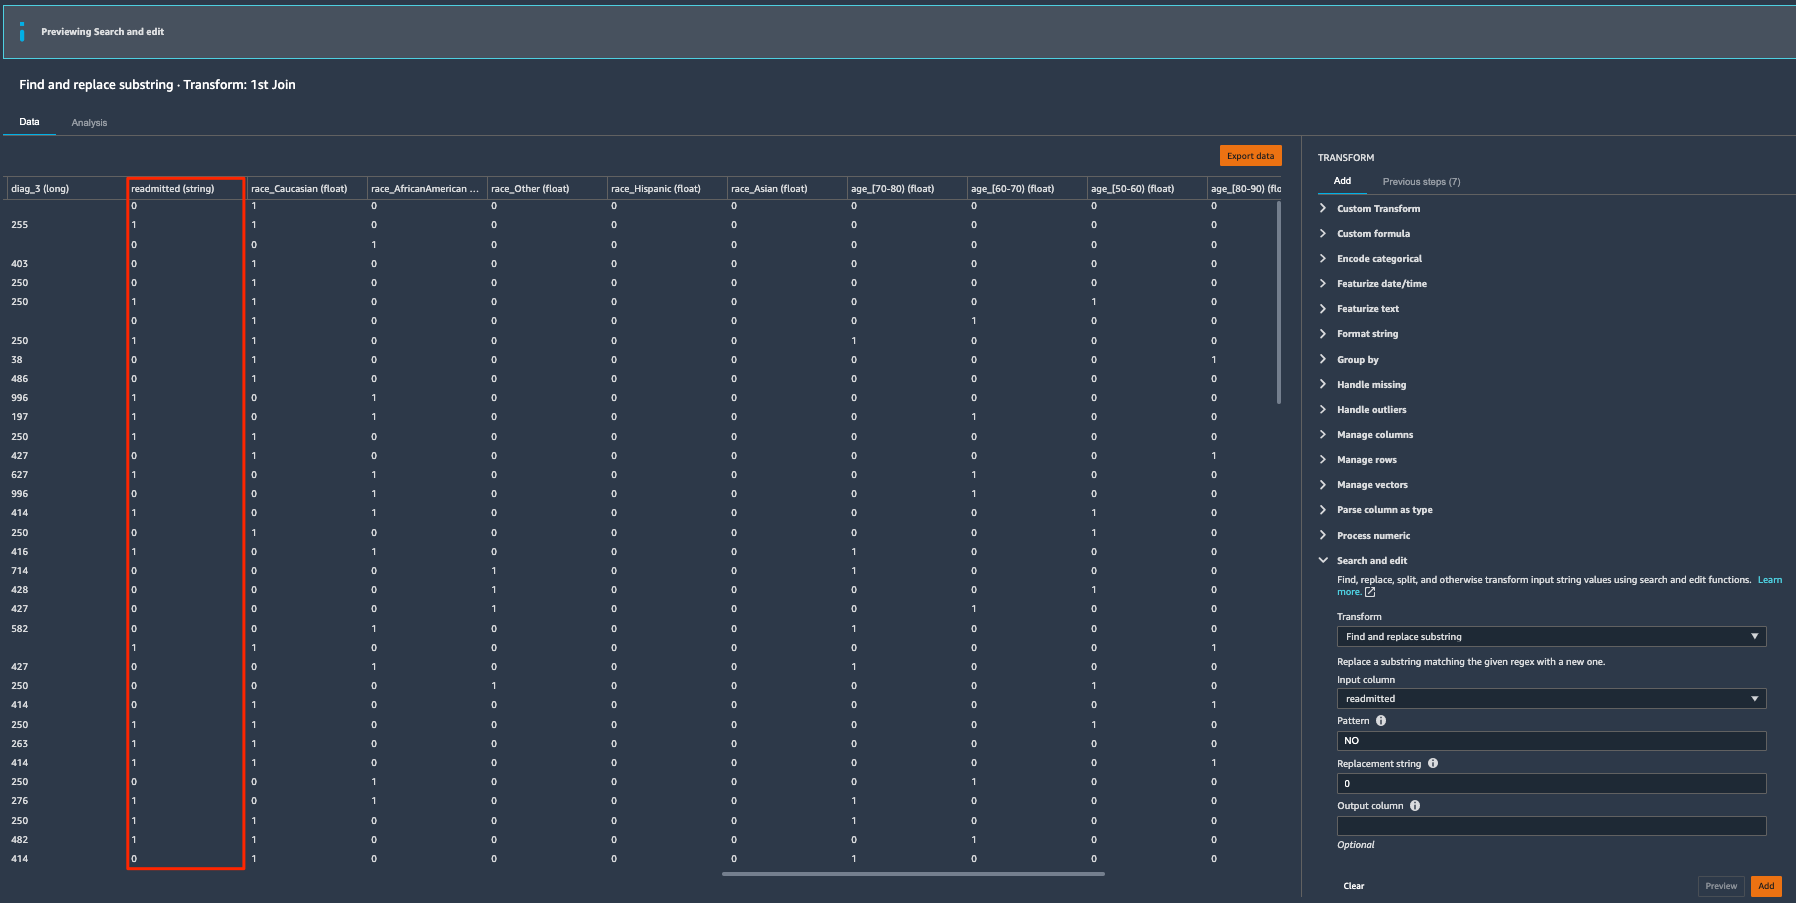 Previewing Search and edit
Find and replace substring · Transform: 1st Join
Data Analysis
Export data
diag_3 (long) readmitted (string) race_Caucasian (float) race_AfricanAmerican ... race_Other (float) race_Hispanic (float) race_Asian (float) age_[70-80) (float) age_[60-70) (float) age_[50-60) (float) age_[80-90) (flo
0 1 0 0 0 0 0 0 0 0
255 1 1 0 0 0 0 0 0 0 0
0 0 1 0 0 0 0 0 0 0
403 0 1 0 0 0 0 0 0 0 0
250 0 1 0 0 0 0 0 0 0 0
250 1 1 0 0 0 0 0 0 1 0
0 1 0 0 0 0 0 1 0 0
250 1 1 0 0 0 0 1 0 0 0
38 0 1 0 0 0 0 0 0 0 1
486 0 1 0 0 0 0 0 0 0 0
996 1 0 1 0 0 0 0 0 0 0
197 1 0 1 0 0 0 0 1 0 0
250 1 1 0 0 0 0 0 0 0 0
427 0 1 0 0 0 0 0 0 0 1
627 1 0 1 0 0 0 0 1 0 0
996 0 0 1 0 0 0 0 1 0 0
414 1 0 1 0 0 0 0 0 1 0
250 0 1 0 0 0 0 0 0 1 0
416 1 0 1 0 0 0 1 0 0 0
714 0 0 0 1 0 0 1 0 0 0
428 0 0 0 1 0 0 0 0 1 0
427 0 0 0 1 0 0 0 1 0 0
582 0 0 1 0 0 0 1 0 0 0
1 1 0 0 0 0 0 0 0 1
427 0 0 1 0 0 0 1 0 0 0
250 0 0 0 1 0 0 0 0 1 0
414 0 1 0 0 0 0 0 0 0 1
250 1 1 0 0 0 0 0 0 1 0
263 1 1 0 0 0 0 0 0 0 0
414 1 1 0 0 0 0 0 0 0 1
250 0 0 1 0 0 0 0 1 0 0
276 1 0 1 0 0 0 1 0 0 0
250 1 1 0 0 0 0 1 0 0 0
482 1 1 0 0 0 0 0 1 0 0
414 0 1 0 0 0 0 1 0 0 0
TRANSFORM
Add Previous steps (7)
Custom Transform
Custom formula
Encode categorical
Featurize date/time
Featurize text
Format string
Group by
Handle missing
Handle outliers
Manage columns
Manage rows
Manage vectors
Parse column as type
Process numeric
Search and edit
Find, replace, split, and otherwise transform input string values using search and edit functions. Learn
more.
Transform
Find and replace substring
Replace a substring matching the given regex with a new one.
Input column
readmitted
Pattern
NO
Replacement string
0
Output column
Optional
Clear Preview Add